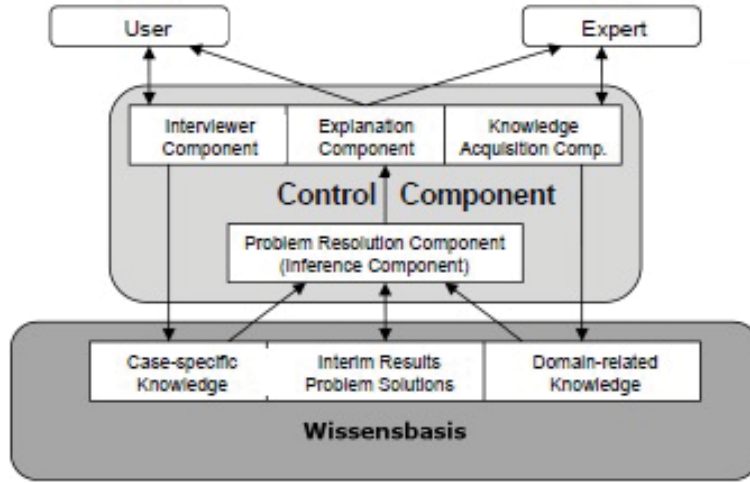 User
Expert
Interviewer
Component
Explanation
Component
Knowledge
Acquisition Comp.
Control Component
Problem Resolution Component
(Inference Component)
Case-specific
Knowledge
Interim Results
Problem Solutions
Domain-related
Knowledge
Wissensbasis